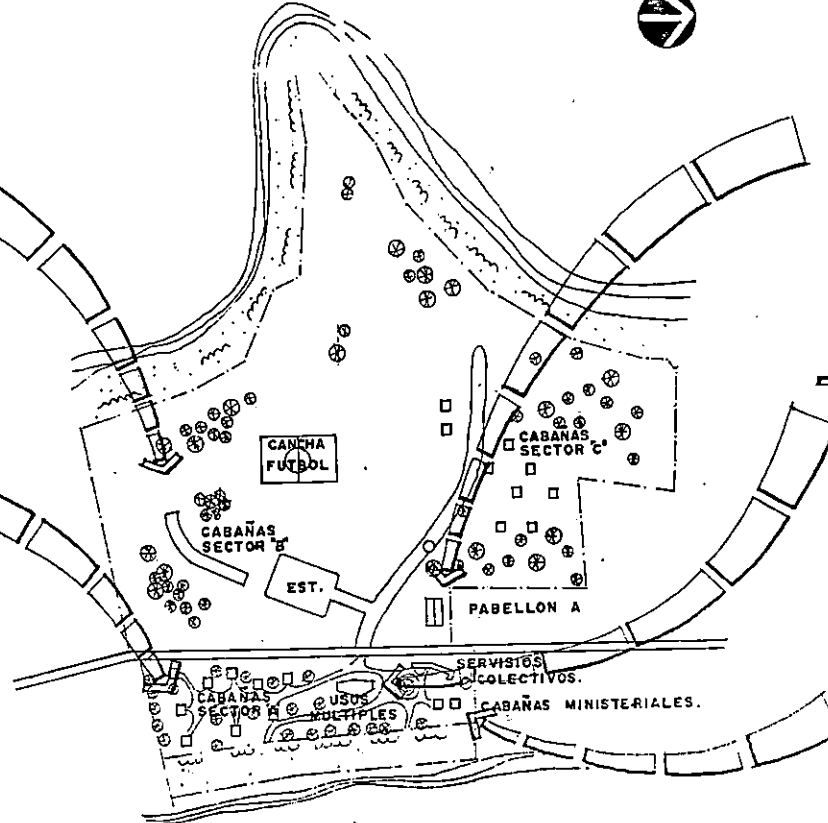 CANCHA
FUTBOL
CABAÑAS
SECTOR "C"
CABAÑAS
SECTOR "B"
EST.
PABELLON A
SERVISIOS
COLECTIVOS.
CABAÑAS
SECTOR A
USOS
MULTIPLES
CABAÑAS MINISTERIALES.